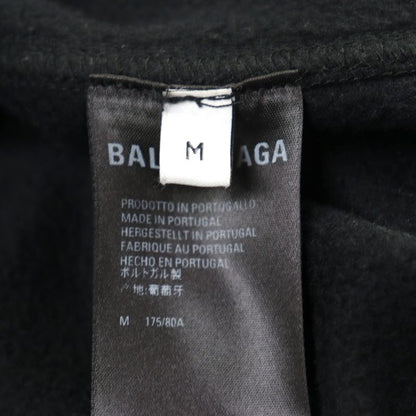 M
BAL AGA
PRODOTTO IN PORTOGALLO
MADE IN PORTUGAL
HERGESTELLT IN PORTUGAL
FABRIQUE AU PORTUGAL
HECHO EN PORTUGAL
ポルトガル製
产地:葡萄牙
M 175/80A